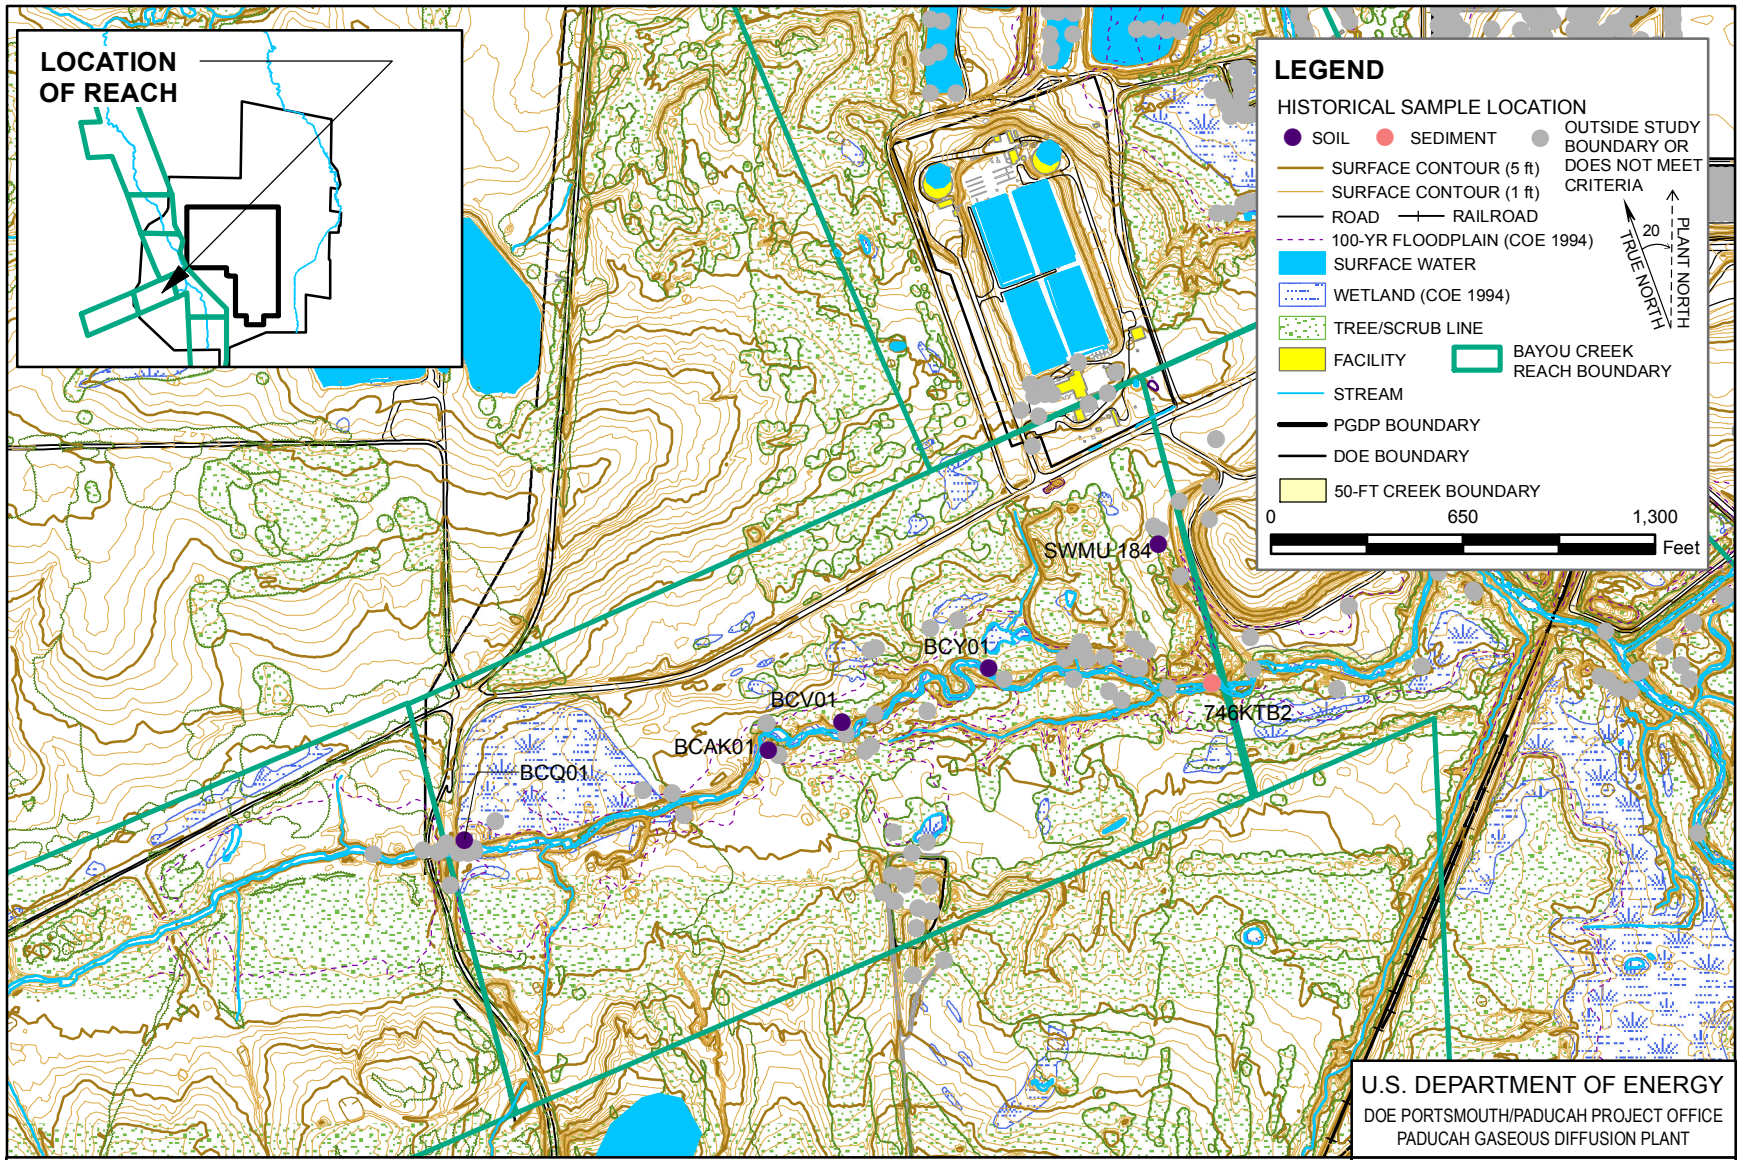 LOCATION
OF REACH
LEGEND
HISTORICAL SAMPLE LOCATION
SOIL
SEDIMENT
OUTSIDE STUDY
BOUNDARY OR
DOES NOT MEET
CRITERIA
SURFACE CONTOUR (5 ft)
SURFACE CONTOUR (1 ft)
ROAD
RAILROAD
100-YR FLOODPLAIN (COE 1994)
SURFACE WATER
WETLAND (COE 1994)
TREE/SCRUB LINE
FACILITY
BAYOU CREEK
REACH BOUNDARY
STREAM
PGDP BOUNDARY
DOE BOUNDARY
50-FT CREEK BOUNDARY
20
TRUE NORTH
PLANT NORTH
0 650 1,300
Feet
SWMU 184
BCY01
BCV01
746KTB2
BCAK01
BCQ01
U.S. DEPARTMENT OF ENERGY
DOE PORTSMOUTH/PADUCAH PROJECT OFFICE
PADUCAH GASEOUS DIFFUSION PLANT